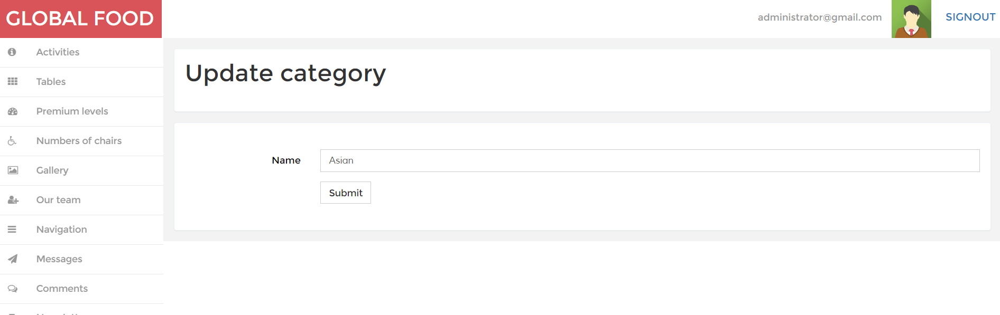 GLOBAL FOOD
administrator@gmail.com
SIGNOUT
Activities
Tables
Premium levels
Numbers of chairs
Gallery
Our team
Navigation
Messages
Comments
Update category
Name
Asian
Submit